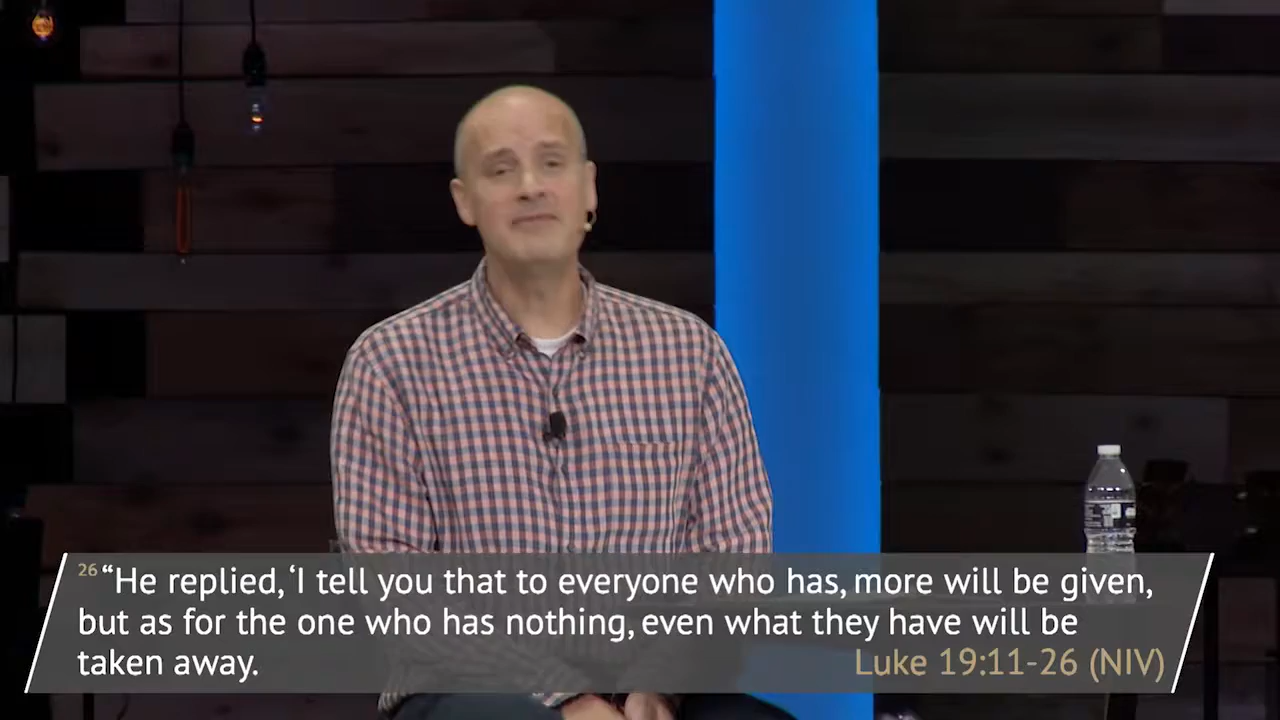 26 “He replied, ‘I tell you that to everyone who has, more will be given,
but as for the one who has nothing, even what they have will be
taken away.
Luke 19:11-26 (NIV)